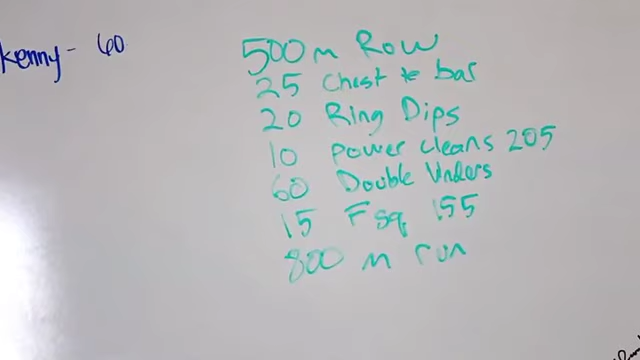 Kenny - 60
500 m Row
25 Chest to bar
20 Ring Dips
10 power cleans 205
60 Double Unders
15 F sq. 155
800 m run